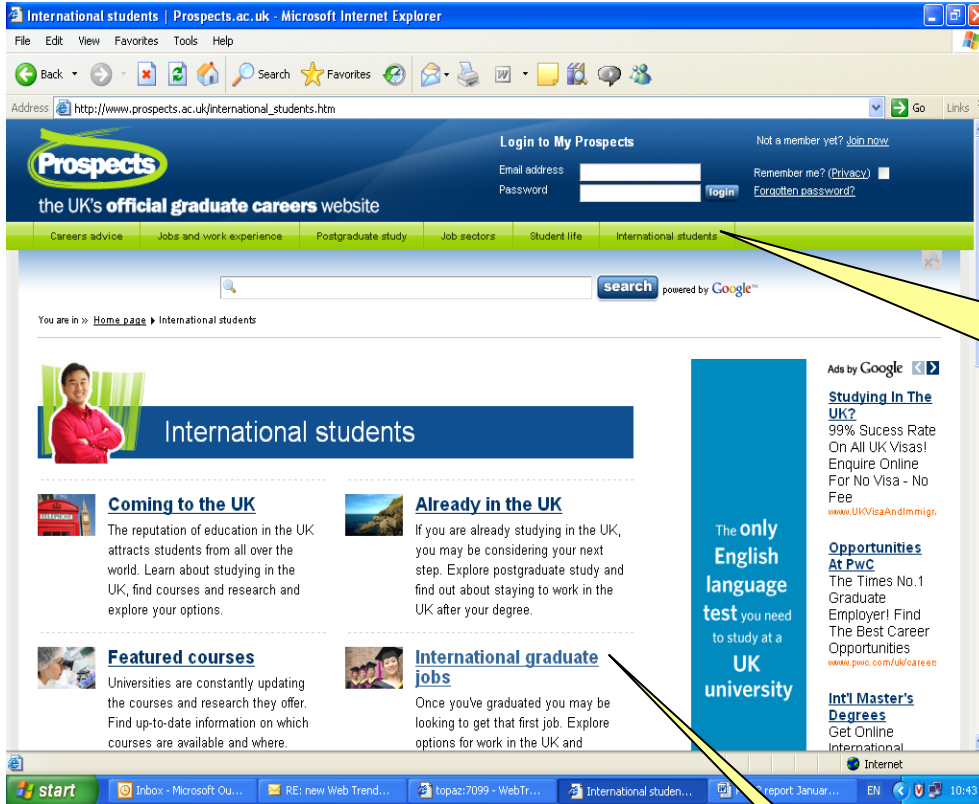 International students | Prospects.ac.uk - Microsoft Internet Explorer
File Edit View Favorites Tools Help
Back Search Favorites
Address http://www.prospects.ac.uk/international_students.htm Go Links
Login to My Prospects
Not a member yet? Join now
Prospects
Email address
Remember me? (Privacy)
Password login Forgotten password?
the UK's official graduate careers website
Careers advice Jobs and work experience Postgraduate study Job sectors Student life International students
search powered by Google™
You are in » Home page International students
International students
Coming to the UK
The reputation of education in the UK
attracts students from all over the
world. Learn about studying in the
UK, find courses and research and
explore your options.
Already in the UK
If you are already studying in the UK,
you may be considering your next
step. Explore postgraduate study and
find out about staying to work in the
UK after your degree.
Featured courses
Universities are constantly updating
the courses and research they offer.
Find up-to-date information on which
courses are available and where.
International graduate
jobs
Once you've graduated you may be
looking to get that first job. Explore
options for work in the UK and
The only
English
language
test you need
to study at a
UK
university
Ads by Google
Studying In The
UK?
99% Sucess Rate
On All UK Visas!
Enquire Online
For No Visa - No
Fee
www.UKVisaAndImmigr.
Opportunities
At PwC
The Times No.1
Graduate
Employer! Find
The Best Career
Opportunities
www.pwc.com/uk/careers
Int'l Master's
Degrees
Get Online
International
Internet
start Inbox - Microsoft Ou... RE: new Web Trend... topaz:7099 - WebTr... International studen... report Januar... EN 10:43